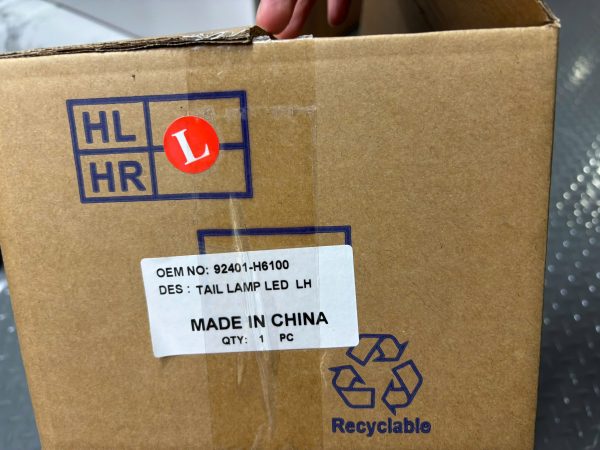 HL
L
HR
OEM NO: 92401-H6100
DES : TAIL LAMP LED LH
MADE IN CHINA
QTY: 1 PC
Recyclable